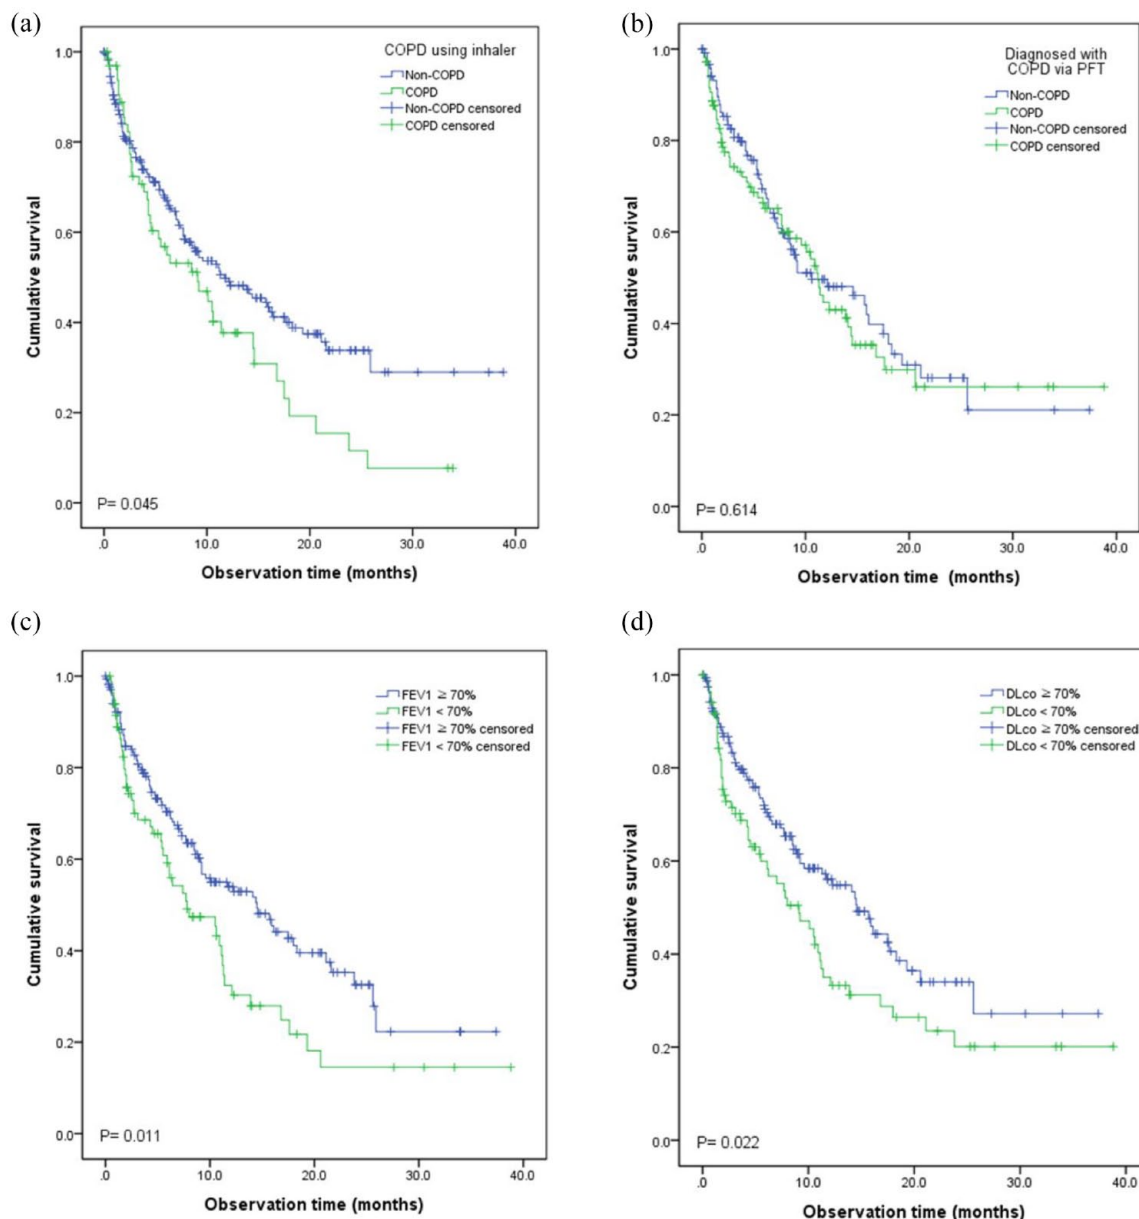 (a)
COPD using inhaler
Non-COPD
COPD
Non-COPD censored
COPD censored
1.0
0.8
0.6
0.4
0.2
0.0
Cumulative survival
P= 0.045
.0 10.0 20.0 30.0 40.0
Observation time (months)
(b)
Diagnosed with
COPD via PFT
Non-COPD
COPD
Non-COPD censored
COPD censored
1.0
0.8
0.6
0.4
0.2
0.0
Cumulative survival
P= 0.614
.0 10.0 20.0 30.0 40.0
Observation time (months)
(c)
FEV1 ≥ 70%
FEV1 < 70%
FEV1 ≥ 70% censored
FEV1 < 70% censored
1.0
0.8
0.6
0.4
0.2
0.0
Cumulative survival
P= 0.011
.0 10.0 20.0 30.0 40.0
Observation time (months)
(d)
DLco ≥ 70%
DLco < 70%
DLco ≥ 70% censored
DLco < 70% censored
1.0
0.8
0.6
0.4
0.2
0.0
Cumulative survival
P= 0.022
.0 10.0 20.0 30.0 40.0
Observation time (months)